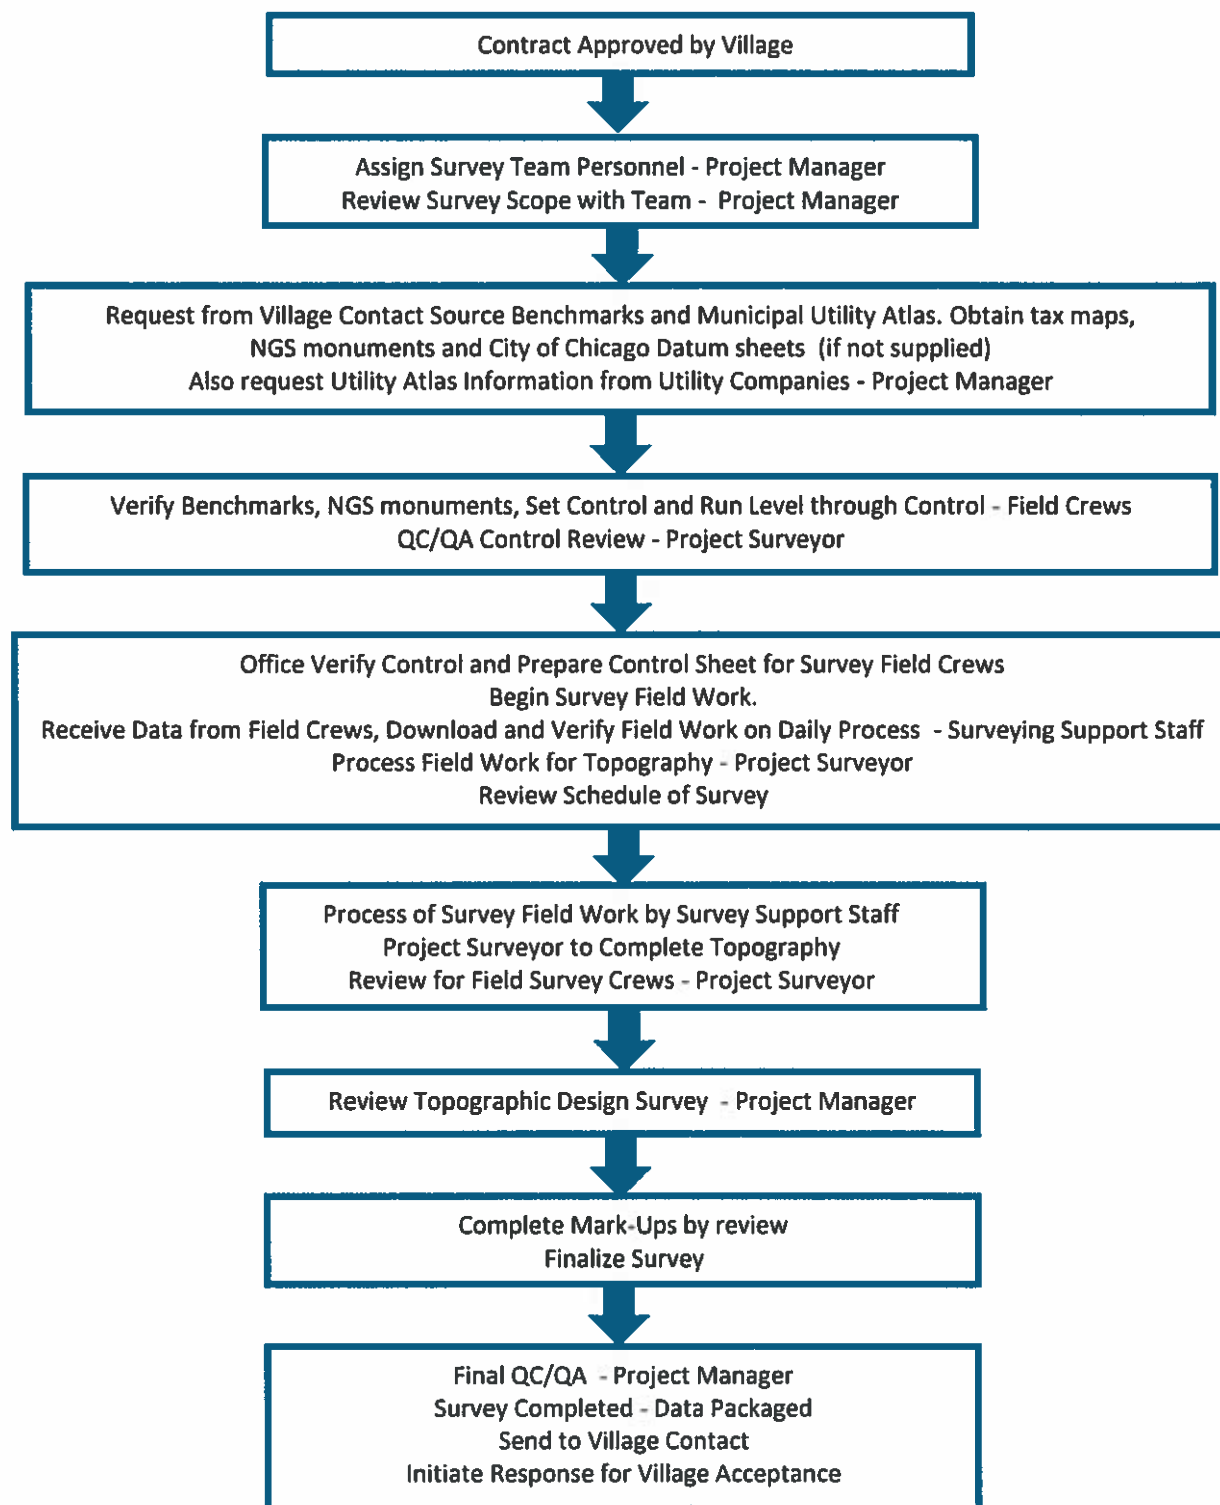 Contract Approved by Village
Assign Survey Team Personnel - Project Manager
Review Survey Scope with Team - Project Manager
Request from Village Contact Source Benchmarks and Municipal Utility Atlas. Obtain tax maps,
NGS monuments and City of Chicago Datum sheets (if not supplied)
Also request Utility Atlas Information from Utility Companies - Project Manager
Verify Benchmarks, NGS monuments, Set Control and Run Level through Control - Field Crews
QC/QA Control Review - Project Surveyor
Office Verify Control and Prepare Control Sheet for Survey Field Crews
Begin Survey Field Work.
Receive Data from Field Crews, Download and Verify Field Work on Daily Process - Surveying Support Staff
Process Field Work for Topography - Project Surveyor
Review Schedule of Survey
Process of Survey Field Work by Survey Support Staff
Project Surveyor to Complete Topography
Review for Field Survey Crews - Project Surveyor
Review Topographic Design Survey - Project Manager
Complete Mark-Ups by review
Finalize Survey
Final QC/QA - Project Manager
Survey Completed - Data Packaged
Send to Village Contact
Initiate Response for Village Acceptance